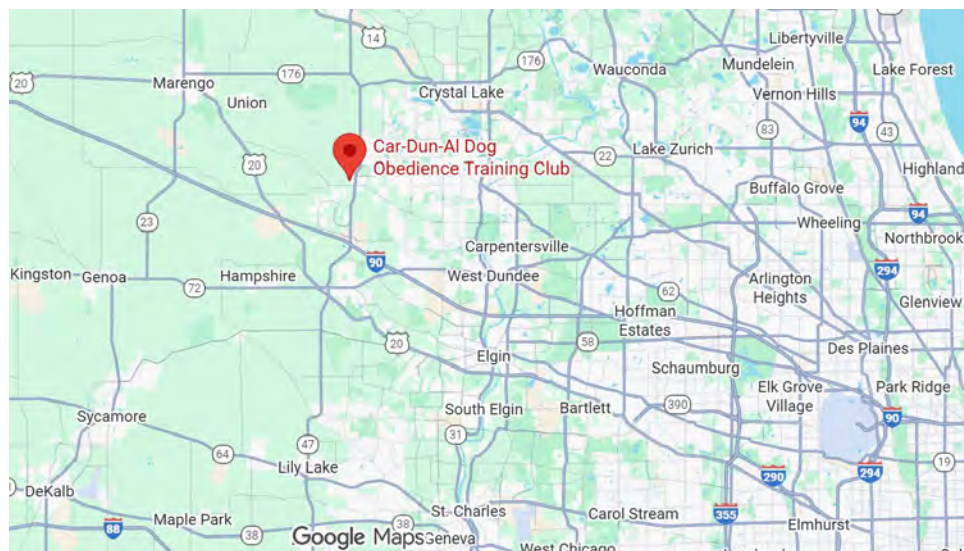 Libertyville
14
Mundelein
176
Wauconda
Lake Forest
20
176
Marengo
Crystal Lake
Vernon Hills
Union
94
83
43
Car-Dun-Al Dog
Obedience Training Club
20
22
Lake Zurich
Highland
Buffalo Grove
23
94
Wheeling
Northbrook
Carpentersville
90
294
Kingston
Genoa
Hampshire
West Dundee
72
62
Arlington
Heights
Glenview
Hoffman
Estates
20
58
Des Plaines
Elgin
Schaumburg
Elk Grove
Village
Park Ridge
390
South Elgin
Bartlett
90
Sycamore
31
47
64
19
Lily Lake
290
294
DeKalb
St. Charles
Carol Stream
355
Maple Park
88
38
38
Elmhurst
Google Maps
Geneva
West Chicago